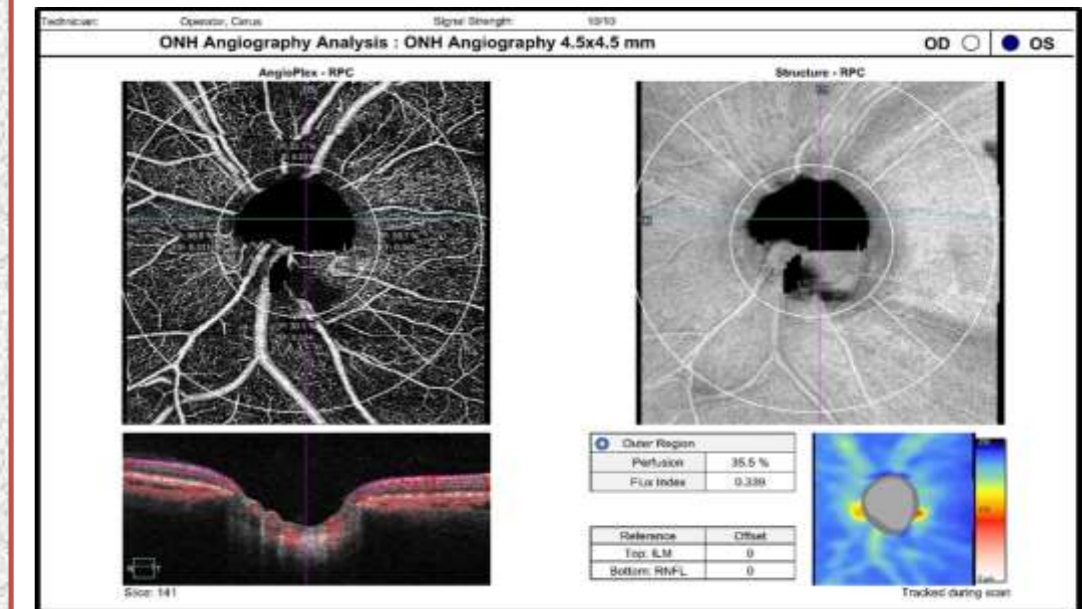 Technician: Operator, Cirrus Signal Strength: 10/10
ONH Angiography Analysis : ONH Angiography 4.5x4.5 mm OD OS
AngioPlex - RPC Structure - RPC
Outer Region
Perfusion 35.5 %
Flux Index 0.339
Reference Offset
Top: ILM 0
Bottom: RNFL 0
Slice: 141 Tracked during scan